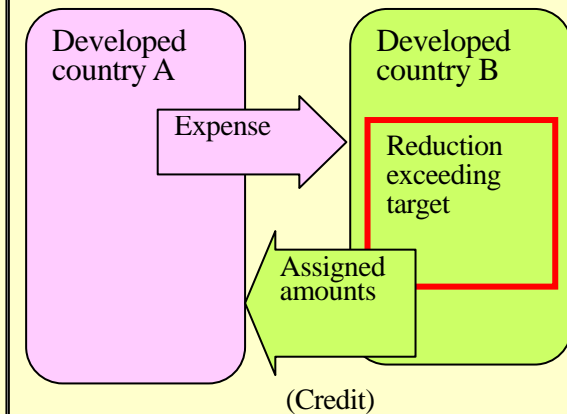 Developed
country A
Developed
country B
Expense
Reduction
exceeding
target
Assigned
amounts
(Credit)